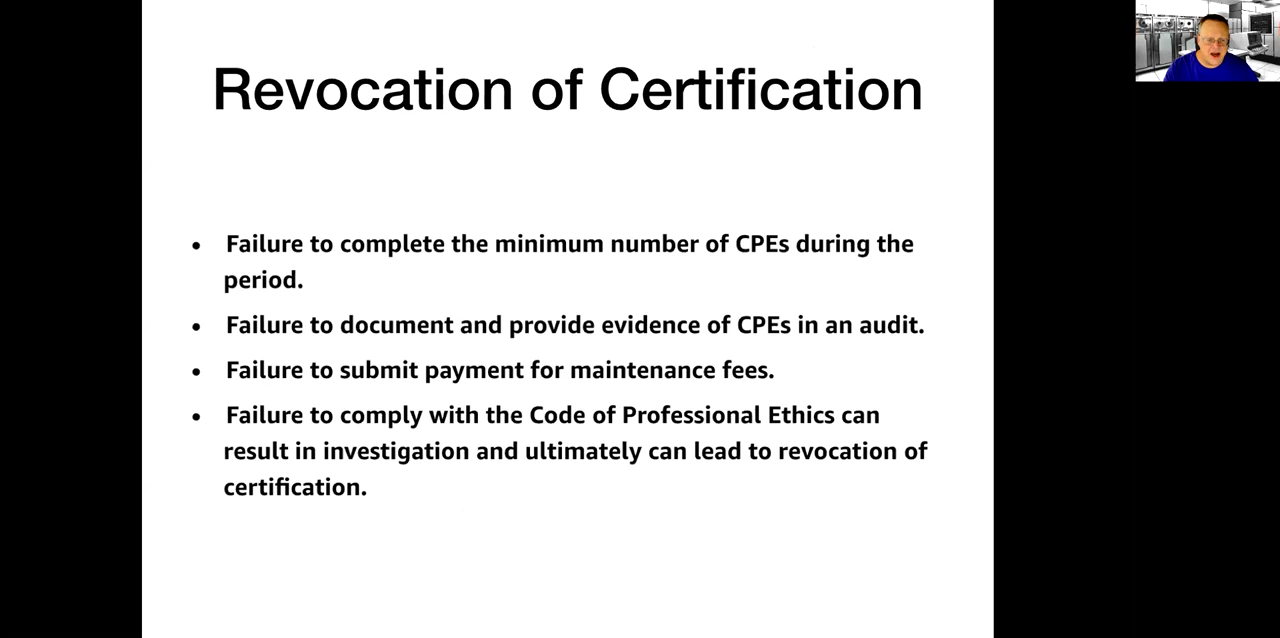 Revocation of Certification
• Failure to complete the minimum number of CPEs during the
period.
• Failure to document and provide evidence of CPEs in an audit.
• Failure to submit payment for maintenance fees.
• Failure to comply with the Code of Professional Ethics can
result in investigation and ultimately can lead to revocation of
certification.